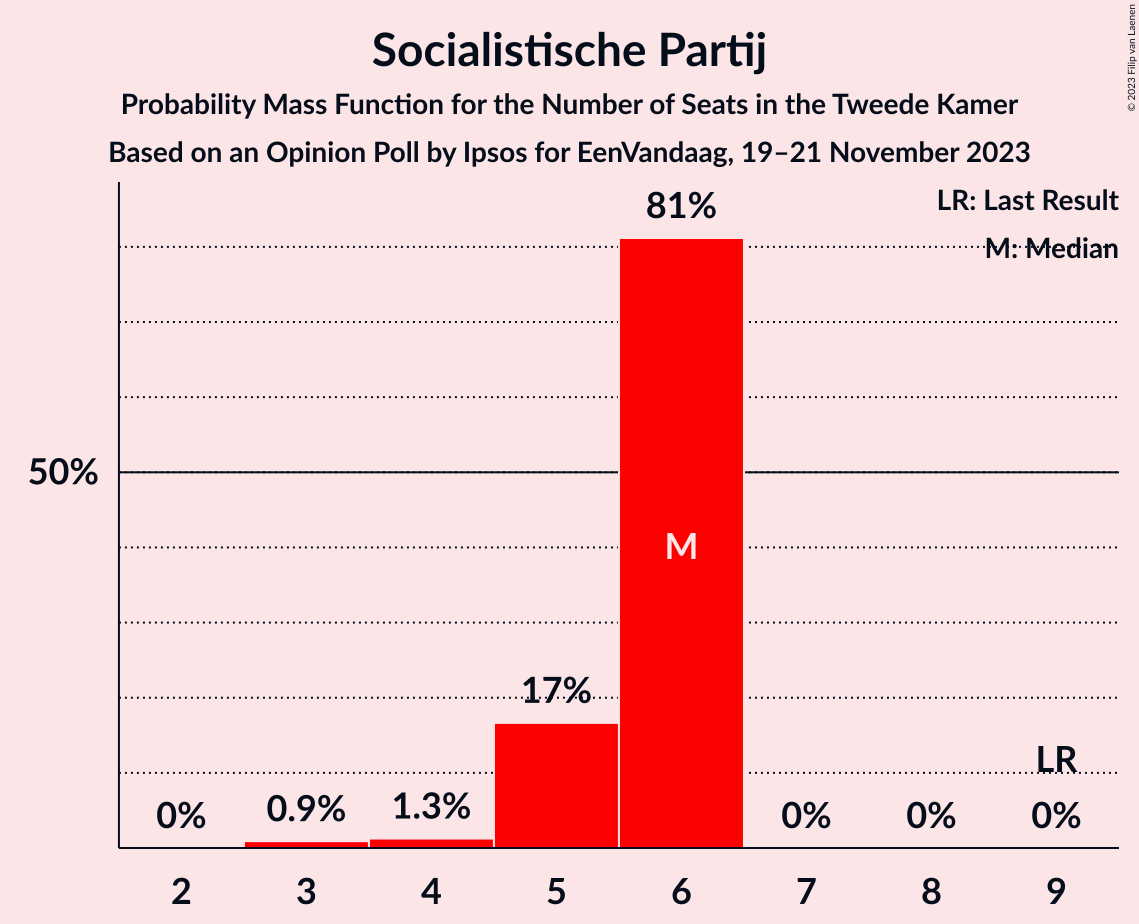 Socialistische Partij
Probability Mass Function for the Number of Seats in the Tweede Kamer
Based on an Opinion Poll by Ipsos for EenVandaag, 19–21 November 2023
© 2023 Filip van Laenen
LR: Last Result
M: Median
50%
0%
0.9%
1.3%
17%
81%
M
0%
0%
LR
0%
2 3 4 5 6 7 8 9